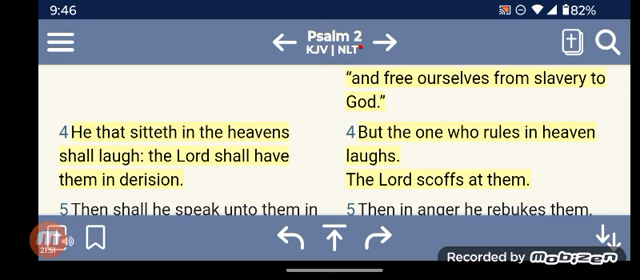 9:46
82%
Psalm 2
KJV | NLT
“and free ourselves from slavery to
God.”
4 He that sitteth in the heavens
shall laugh: the Lord shall have
them in derision.
5 Then shall he speak unto them in
4 But the one who rules in heaven
laughs.
The Lord scoffs at them.
5 Then in anger he rebukes them,
21:51
Recorded by MOBIZEN